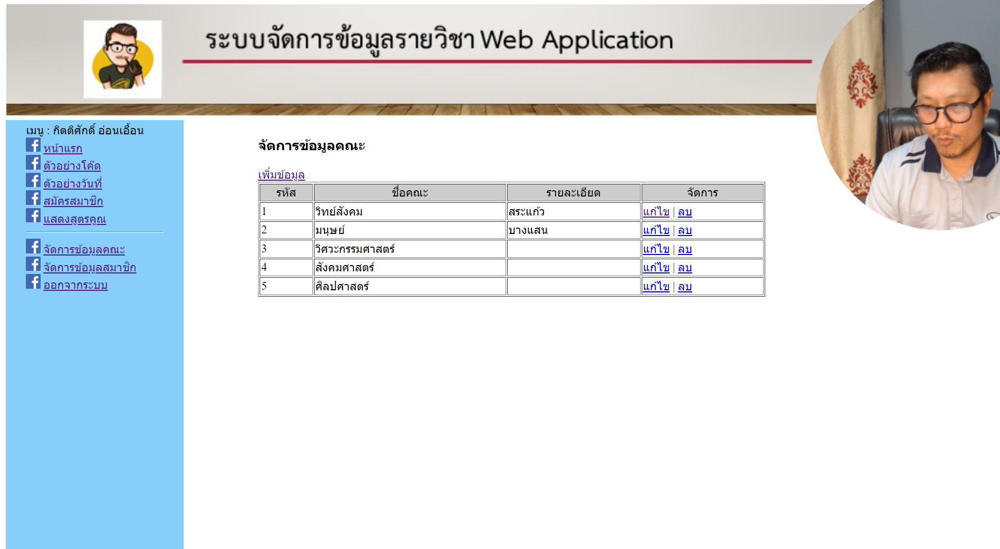 ระบบจัดการข้อมูลรายวิชา Web Application
เมนู : กิตติศักดิ์ อ่อนเอื้อน
หน้าแรก
ตัวอย่างโค๊ด
ตัวอย่างวันที่
สมัครสมาชิก
แสดงสูตรคูณ
จัดการข้อมูลคณะ
จัดการข้อมูลสมาชิก
ออกจากระบบ
จัดการข้อมูลคณะ
เพิ่มข้อมูล
รหัส ชื่อคณะ รายละเอียด จัดการ
1 วิทย์สังคม สระแก้ว แก้ไข | ลบ
2 มนุษย์ บางแสน แก้ไข | ลบ
3 วิศวะกรรมศาสตร์ แก้ไข | ลบ
4 สังคมศาสตร์ แก้ไข | ลบ
5 ศิลปศาสตร์ แก้ไข | ลบ